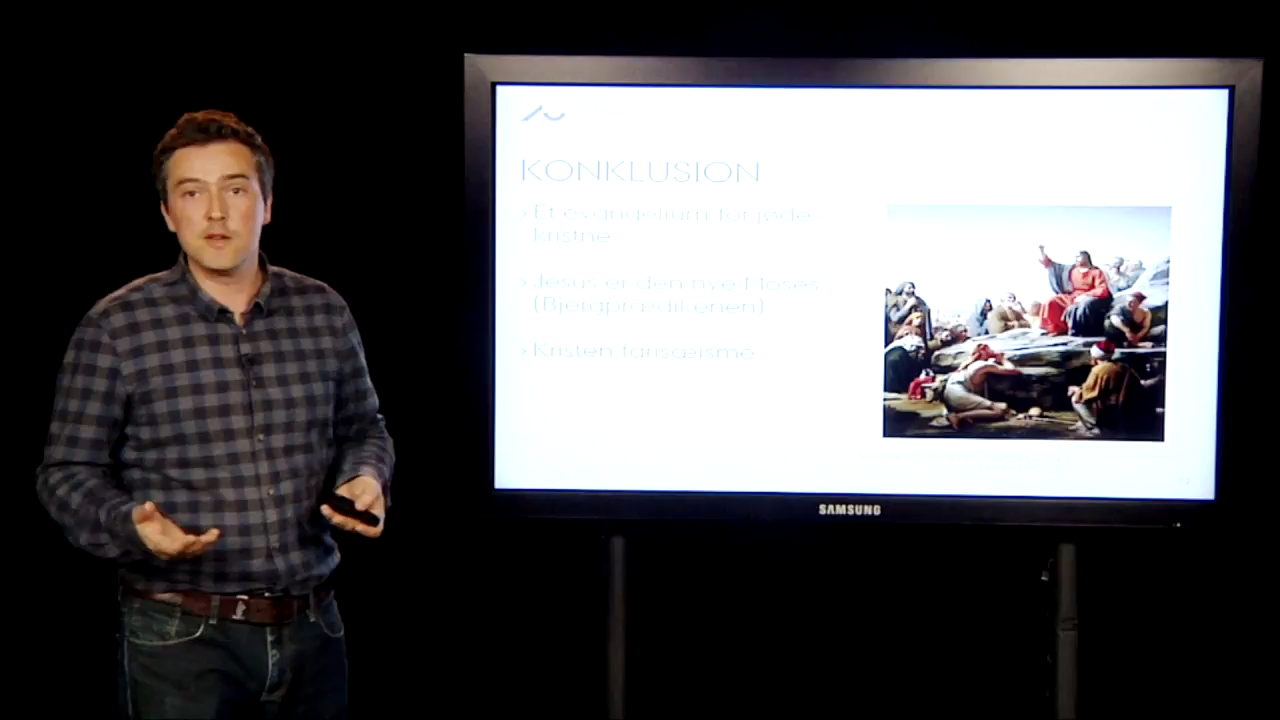 KONKLUSION
› Et evangelium for jøde-
kristne
› Jesus er den nye Moses
(Bjergprædikenen)
› Kristen farisæisme
SAMSUNG